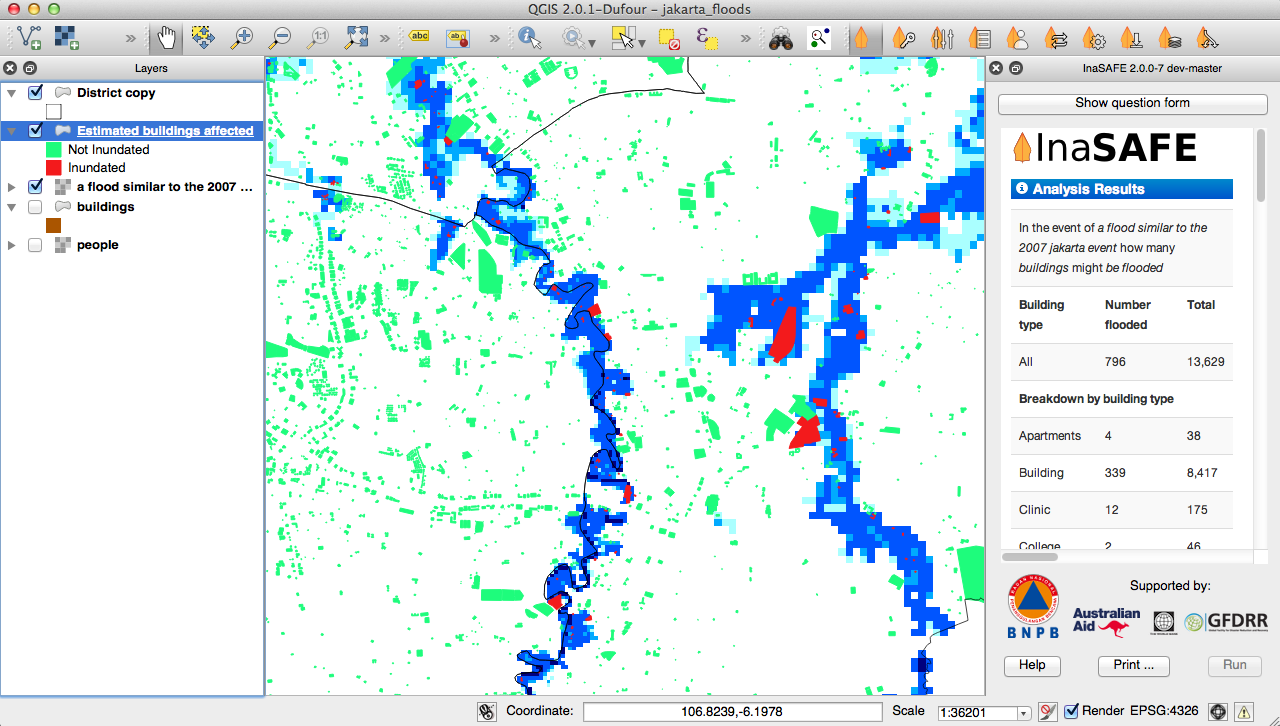 QGIS 2.0.1-Dufour - jakarta_floods
abc
ab
1:1
Layers
InaSAFE 2.0.0-7 dev-master
District copy
Estimated buildings affected
Not Inundated
Inundated
a flood similar to the 2007 ...
buildings
people
Show question form
InaSAFE
Analysis Results
In the event of a flood similar to the
2007 jakarta event how many
buildings might be flooded
Building type Number flooded Total
All 796 13,629
Breakdown by building type
Apartments 4 38
Building 339 8,417
Clinic 12 175
College 2 46
BNPB
Supported by:
Australian
Aid
GFDRR
Help Print ... Run
Coordinate: 106.8239,-6.1978 Scale 1:36201 Render EPSG:4326